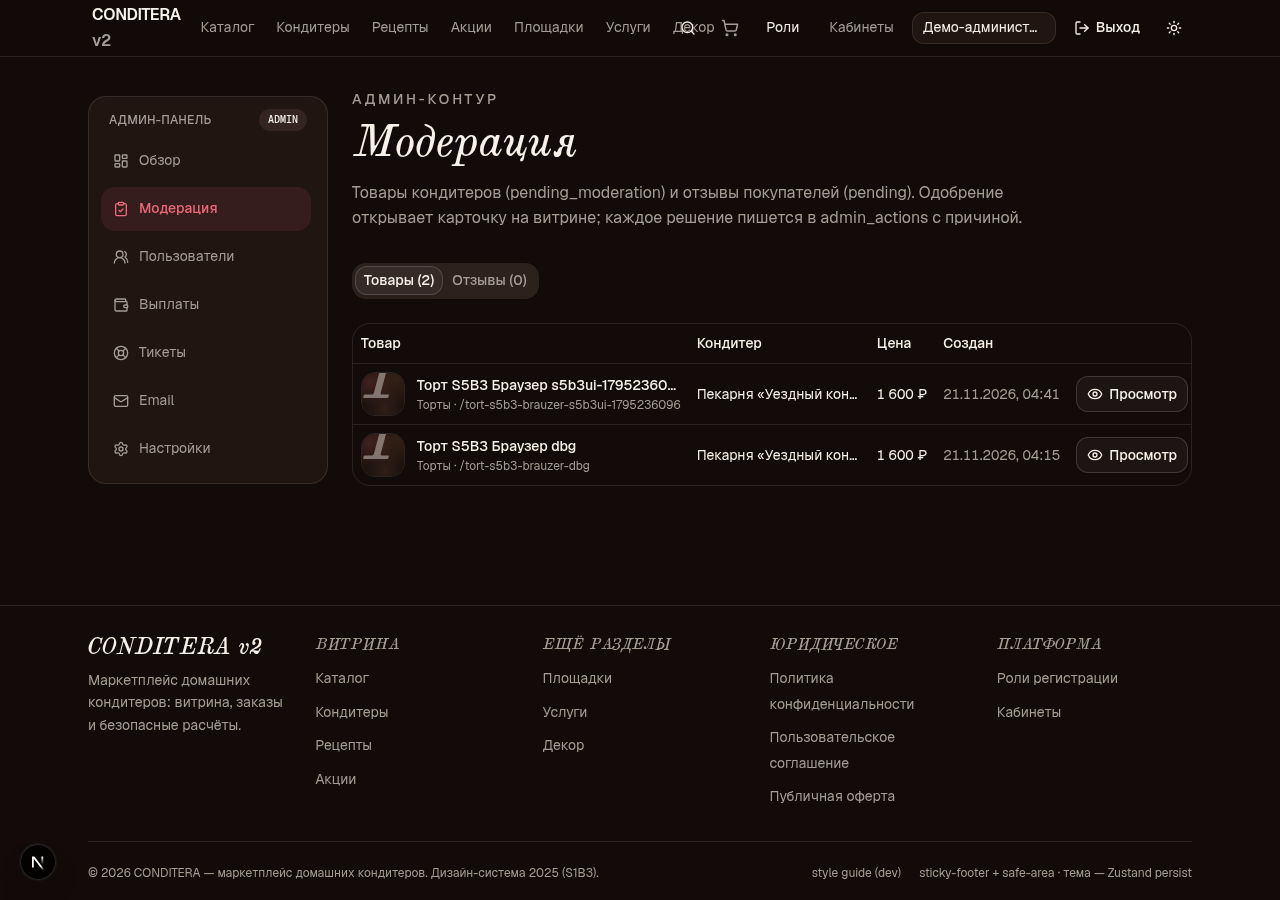 CONDITERA
v2
Каталог
Кондитеры
Рецепты
Акции
Площадки
Услуги
Декор
Роли
Кабинеты
Демо-админист...
Выход
АДМИН-ПАНЕЛЬ
ADMIN
Обзор
Модерация
Пользователи
Выплаты
Тикеты
Email
Настройки
АДМИН-КОНТУР
Модерация
Товары кондитеров (pending_moderation) и отзывы покупателей (pending). Одобрение
открывает карточку на витрине; каждое решение пишется в admin_actions с причиной.
Товары (2)
Отзывы (0)
Товар
Кондитер
Цена
Создан
Торт S5B3 Браузер s5b3ui-17952360...
Торты · /tort-s5b3-brauzer-s5b3ui-1795236096
Пекарня «Уездный кон...
1 600 ₽
21.11.2026, 04:41
Просмотр
Торт S5B3 Браузер dbg
Торты · /tort-s5b3-brauzer-dbg
Пекарня «Уездный кон...
1 600 ₽
21.11.2026, 04:15
Просмотр
CONDITERA v2
Маркетплейс домашних
кондитеров: витрина, заказы
и безопасные расчёты.
ВИТРИНА
Каталог
Кондитеры
Рецепты
Акции
ЕЩЁ РАЗДЕЛЫ
Площадки
Услуги
Декор
ЮРИДИЧЕСКОЕ
Политика
конфиденциальности
Пользовательское
соглашение
Публичная оферта
ПЛАТФОРМА
Роли регистрации
Кабинеты
© 2026 CONDITERA — маркетплейс домашних кондитеров. Дизайн-система 2025 (S1B3).
style guide (dev)
sticky-footer + safe-area · тема — Zustand persist